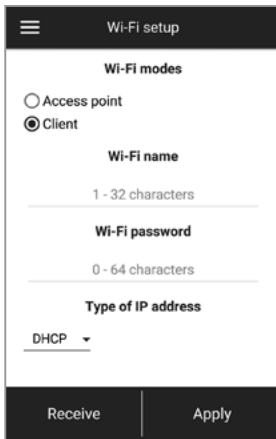 Wi-Fi setup
Wi-Fi modes
Access point
Client
Wi-Fi name
1 - 32 characters
Wi-Fi password
0 - 64 characters
Type of IP address
DHCP
Receive
Apply